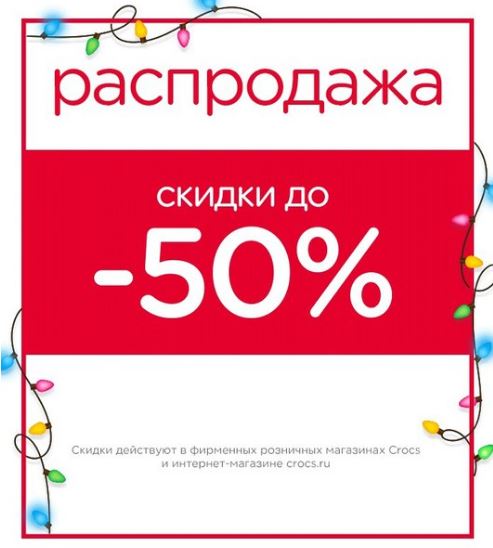 распродажа
скидки до
-50%
Скидки действуют в фирменных розничных магазинах Crocs
и интернет-магазине crocs.ru